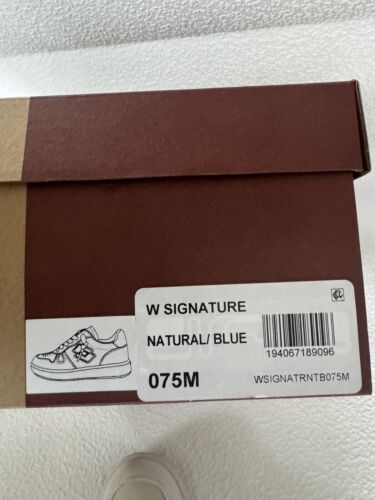 W SIGNATURE
NATURAL/ BLUE
194067189096
075M
WSIGNATRNTB075M